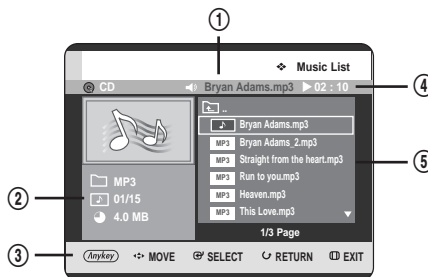 ①
❖ Music List
CD Bryan Adams.mp3 ▶ 02 : 10
④
..
Bryan Adams.mp3
MP3 Bryan Adams_2.mp3
MP3 Straight from the heart.mp3
⑤
MP3 Run to you.mp3
MP3 Heaven.mp3
MP3 This Love.mp3
1/3 Page
MP3
② 01/15
4.0 MB
③ Anykey MOVE SELECT RETURN EXIT